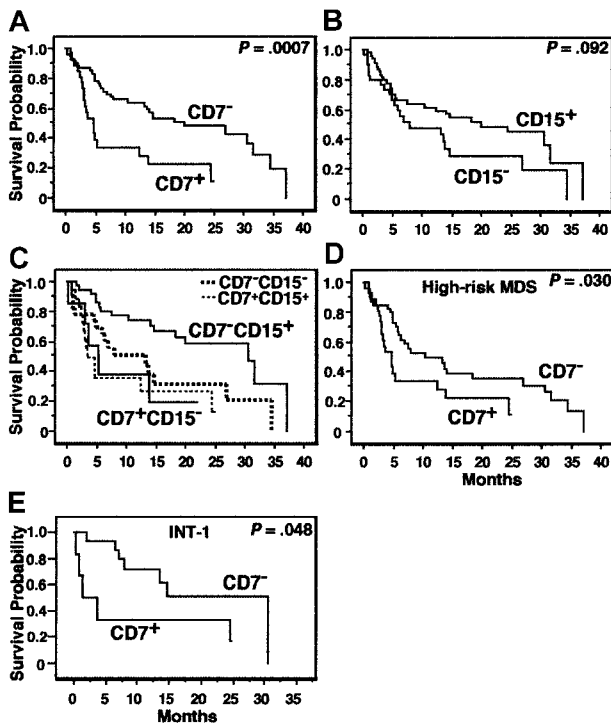 A
P = .0007
Survival Probability
1.0
0.8
0.6
0.4
0.2
0
CD7-
CD7+
0 5 10 15 20 25 30 35 40
B
P = .092
1.0
0.8
0.6
0.4
0.2
0
CD15+
CD15-
0 5 10 15 20 25 30 35 40
C
Survival Probability
1.0
0.8
0.6
0.4
0.2
0
CD7-CD15-
CD7+CD15+
CD7-CD15+
CD7+CD15-
0 5 10 15 20 25 30 35 40
D
High-risk MDS
P = .030
1.0
0.8
0.6
0.4
0.2
0
CD7-
CD7+
0 5 10 15 20 25 30 35 40
Months
E
INT-1
P = .048
Survival Probability
1.0
0.8
0.6
0.4
0.2
0
CD7-
CD7+
0 5 10 15 20 25 30 35
Months